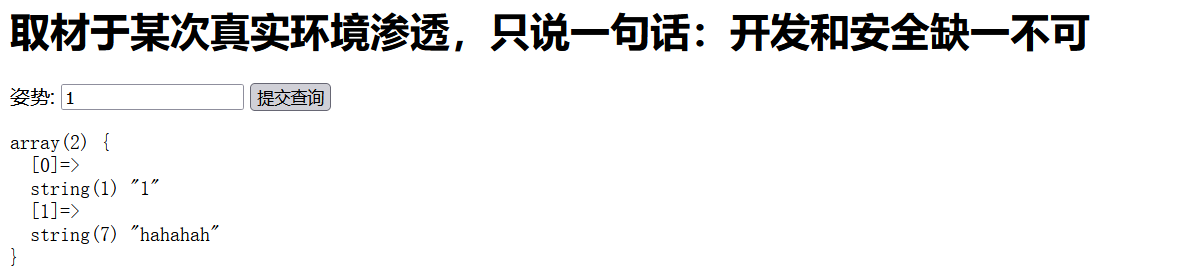 取材于某次真实环境渗透，只说一句话：开发和安全缺一不可
姿势: 1 提交查询
array(2) {
  [0]=>
  string(1) "1"
  [1]=>
  string(7) "hahahah"
}